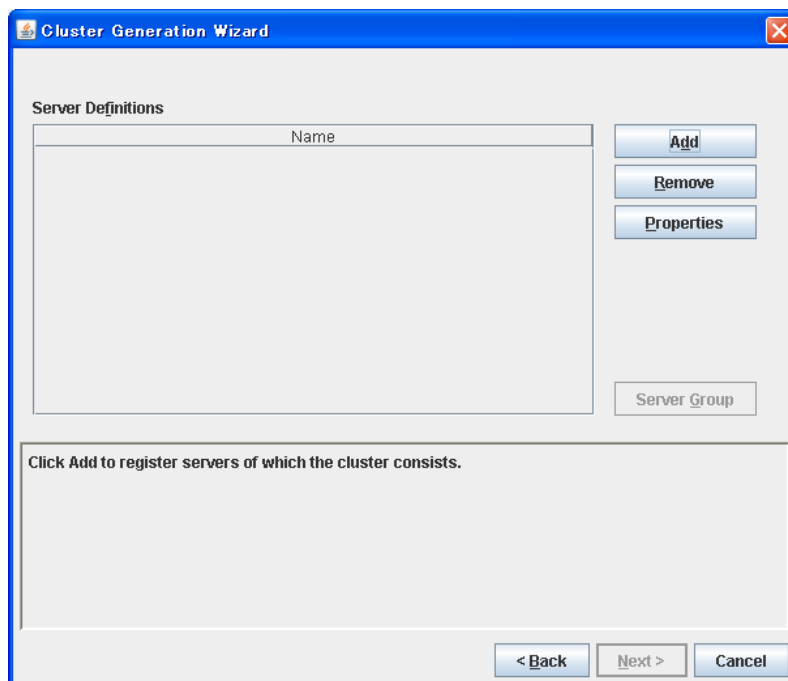 Cluster Generation Wizard
Server Definitions
Name
Add
Remove
Properties
Server Group
Click Add to register servers of which the cluster consists.
< Back
Next >
Cancel